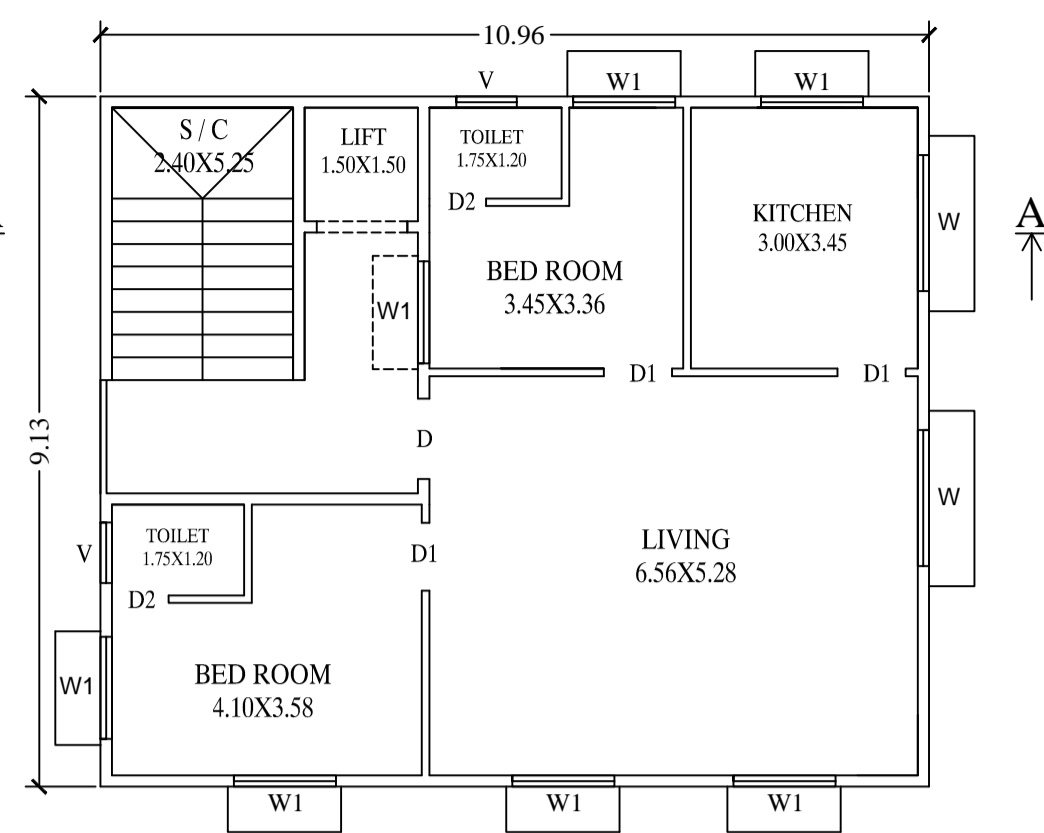 10.96
V
W1
W1
S / C
2.40X5.25
LIFT
1.50X1.50
TOILET
1.75X1.20
D2
KITCHEN
3.00X3.45
W
A
BED ROOM
3.45X3.36
W1
D1
D1
9.13
D
W
TOILET
1.75X1.20
V
D1
LIVING
6.56X5.28
D2
BED ROOM
4.10X3.58
W1
W1
W1
W1